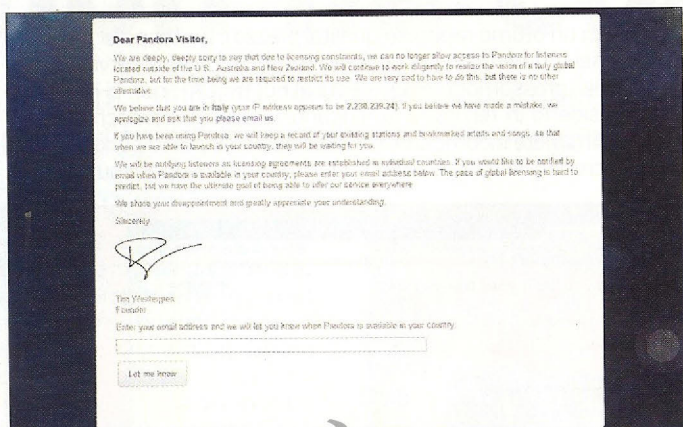 Dear Pandora Visitor,
We are deeply, deeply sorry to say that due to licensing constraints, we can no longer allow access to Pandora for listeners
located outside of the U.S., Australia and New Zealand. We will continue to work diligently to realize the vision of a truly global
Pandora, but for the time being we are required to restrict its use. We are very sad to have to do this, but there is no other
alternative.
We believe that you are in Italy (your IP address appears to be 2.238.239.24). If you believe we have made a mistake, we
apologize and ask that you please email us.
If you have been using Pandora, we will keep a record of your existing stations and bookmarked artists and songs, so that
when we are able to launch in your country, they will be waiting for you.
We will be notifying listeners as licensing agreements are established in individual countries. If you would like to be notified by
email when Pandora is available in your country, please enter your email address below. The pace of global licensing is hard to
predict, but we have the ultimate goal of being able to offer our service everywhere.
We share your disappointment and greatly appreciate your understanding.
Sincerely,
Tim Westergren
Founder
Enter your email address and we will let you know when Pandora is available in your country
Let me know